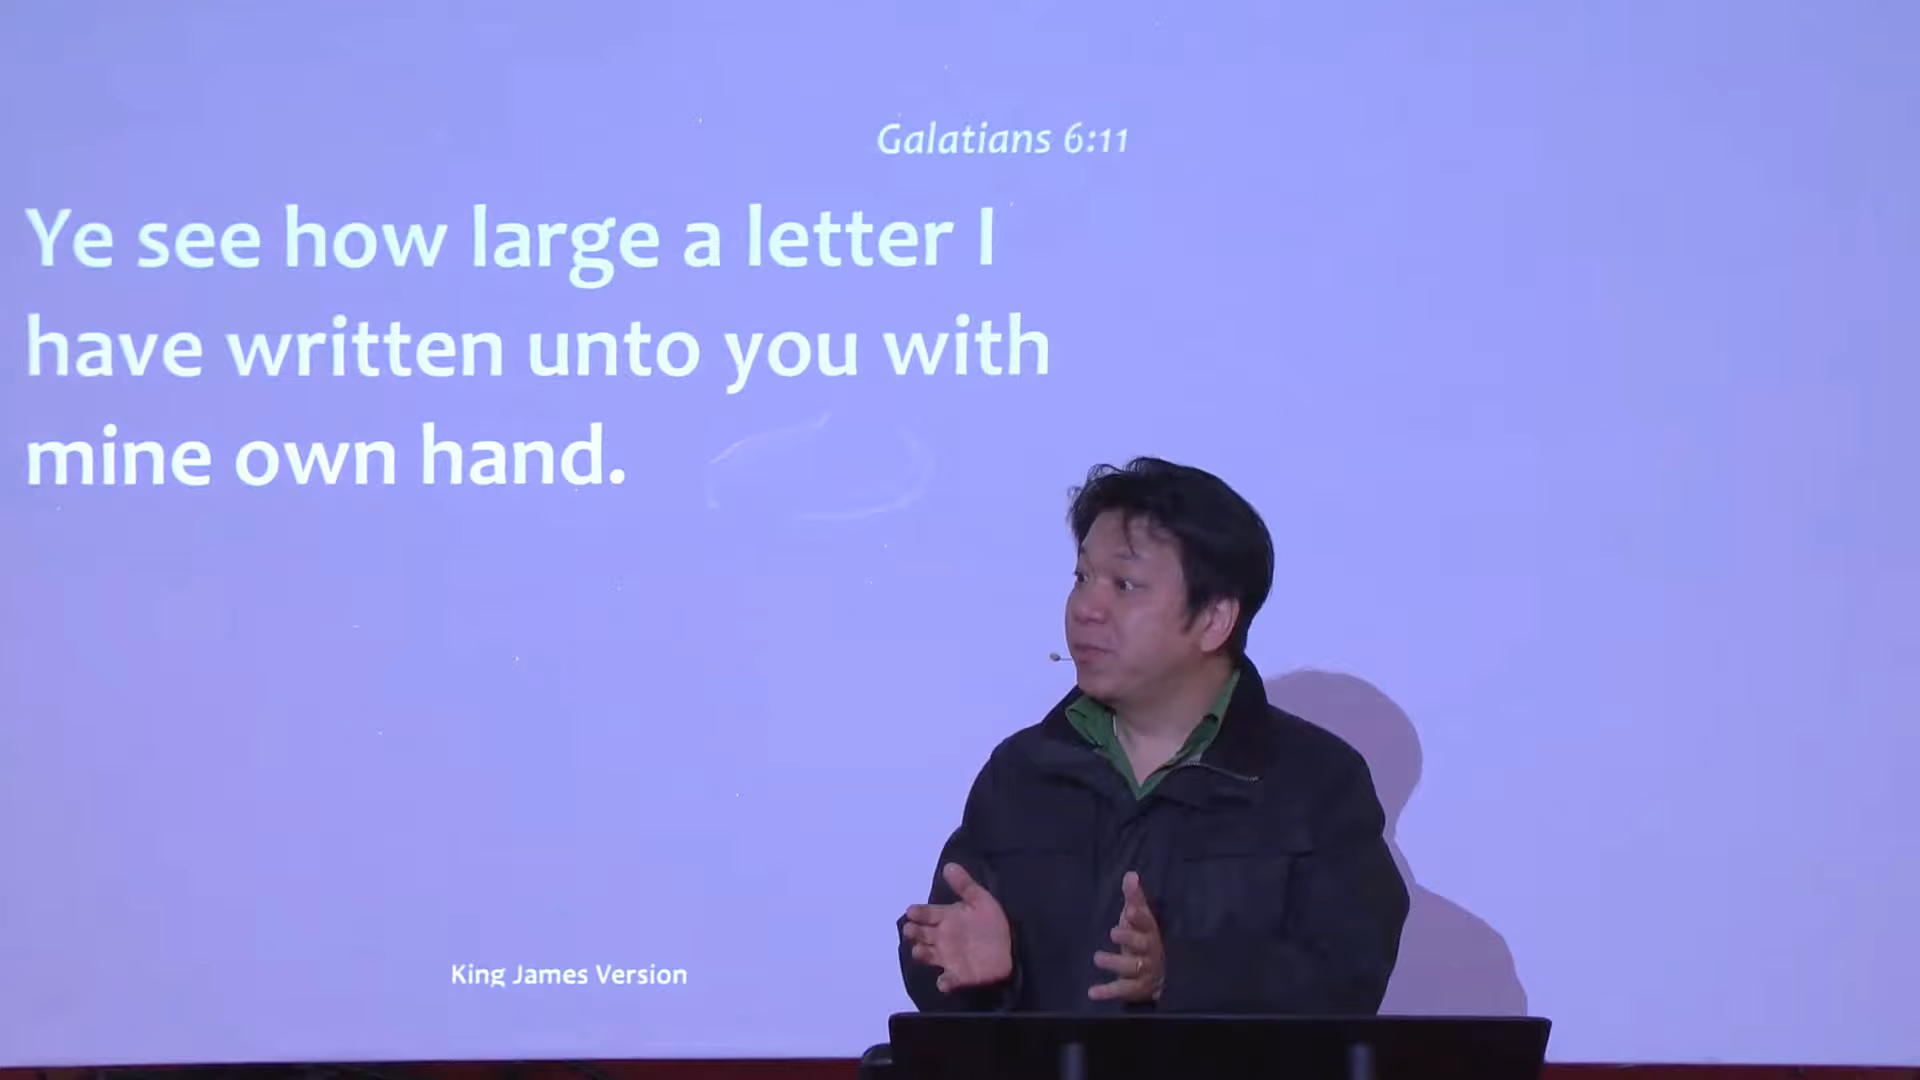 Galatians 6:11
Ye see how large a letter I
have written unto you with
mine own hand.
King James Version